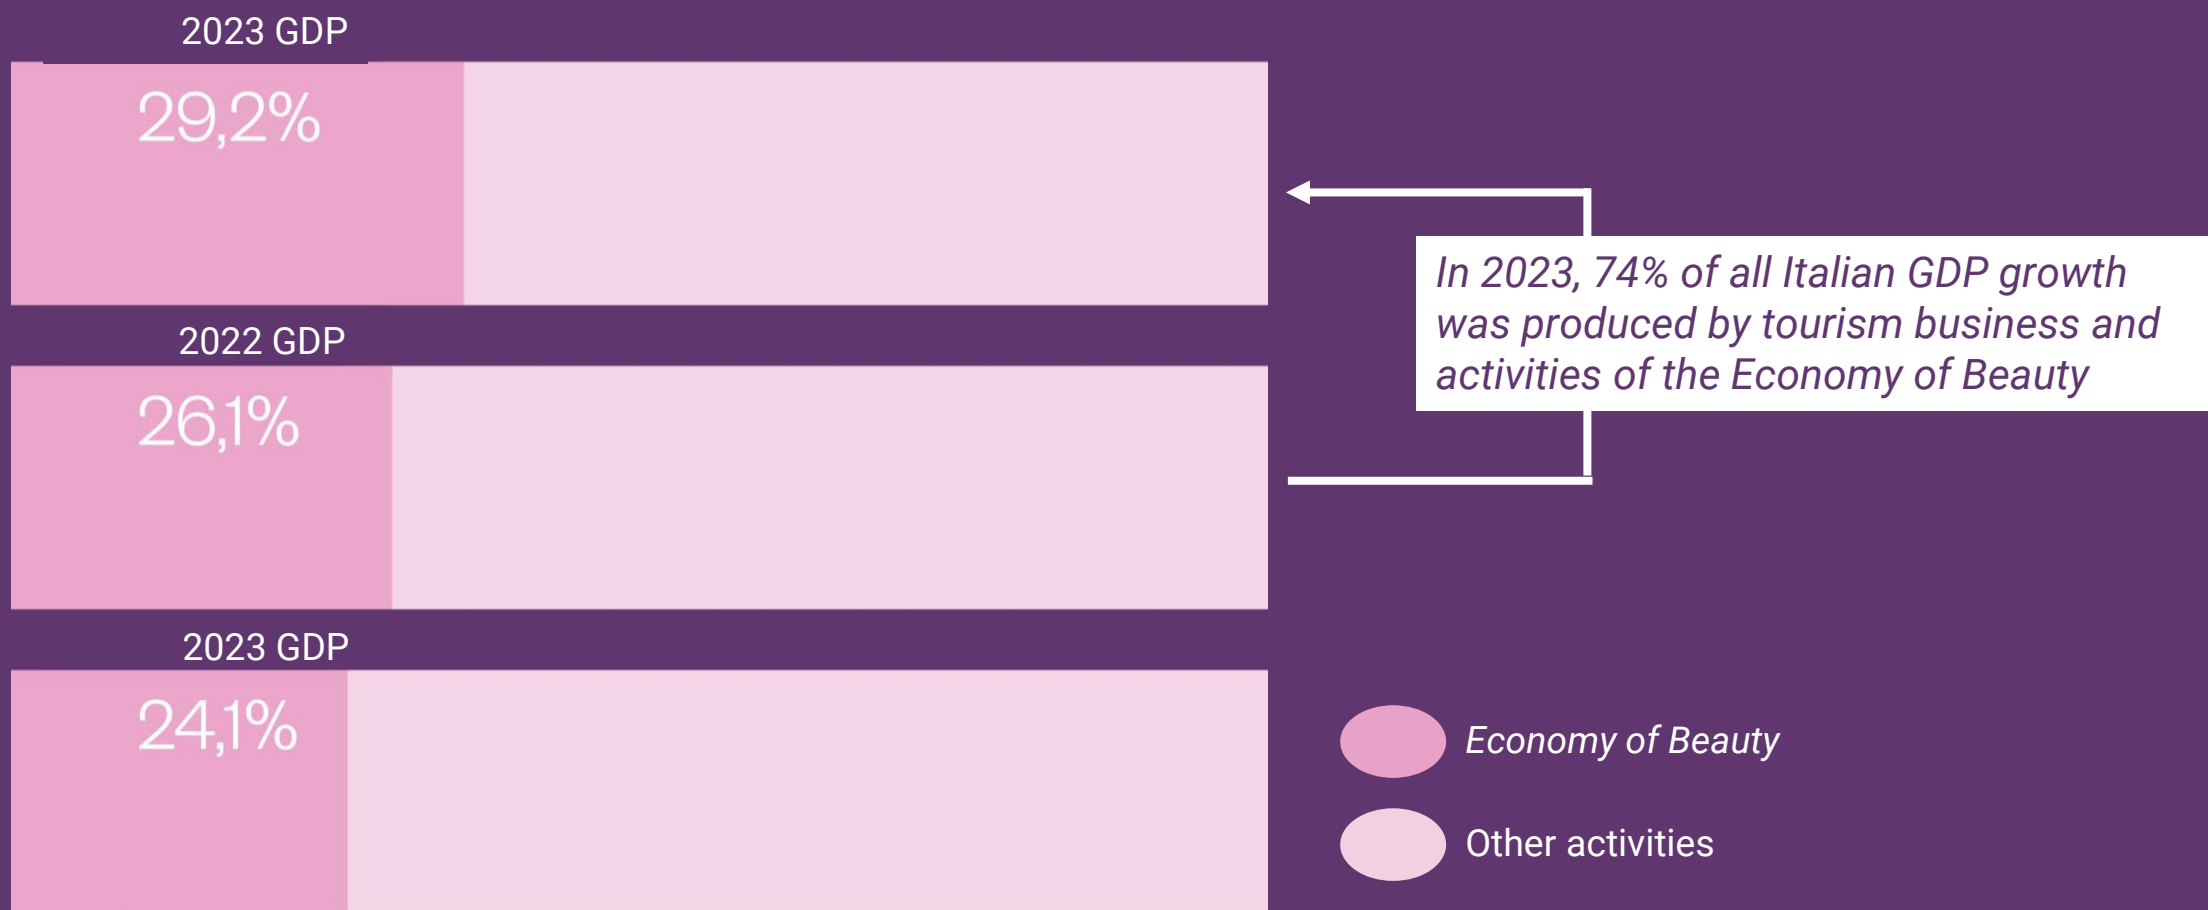 2023 GDP
29,2%
2022 GDP
26,1%
2023 GDP
24,1%
In 2023, 74% of all Italian GDP growth
was produced by tourism business and
activities of the Economy of Beauty
Economy of Beauty
Other activities